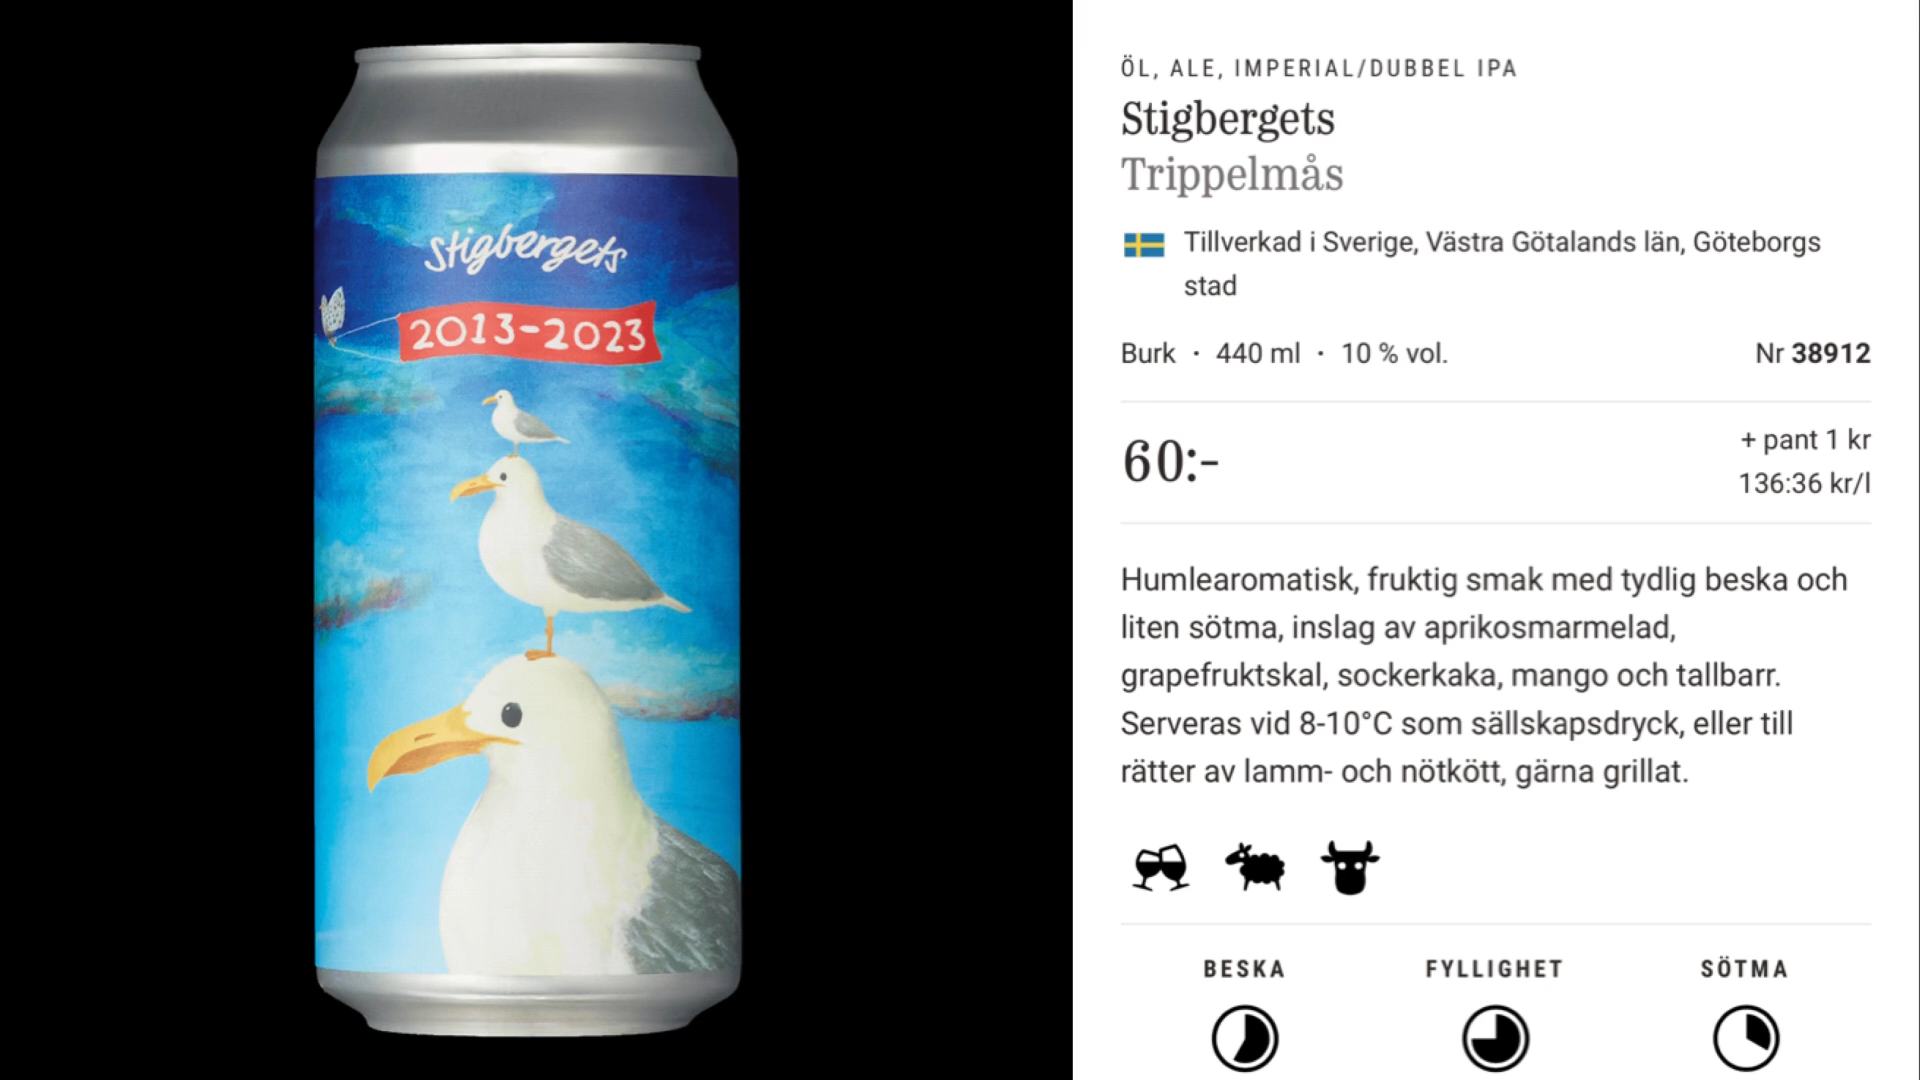 Stigbergets
2013-2023
ÖL, ALE, IMPERIAL/DUBBEL IPA
Stigbergets
Trippelmås
Tillverkad i Sverige, Västra Götalands län, Göteborgs
stad
Burk · 440 ml · 10 % vol.
Nr 38912
60:-
+ pant 1 kr
136:36 kr/l
Humlearomatisk, fruktig smak med tydlig beska och
liten sötma, inslag av aprikosmarmelad,
grapefruktskal, sockerkaka, mango och tallbarr.
Serveras vid 8-10°C som sällskapsdryck, eller till
rätter av lamm- och nötkött, gärna grillat.
BESKA
FYLLIGHET
SÖTMA